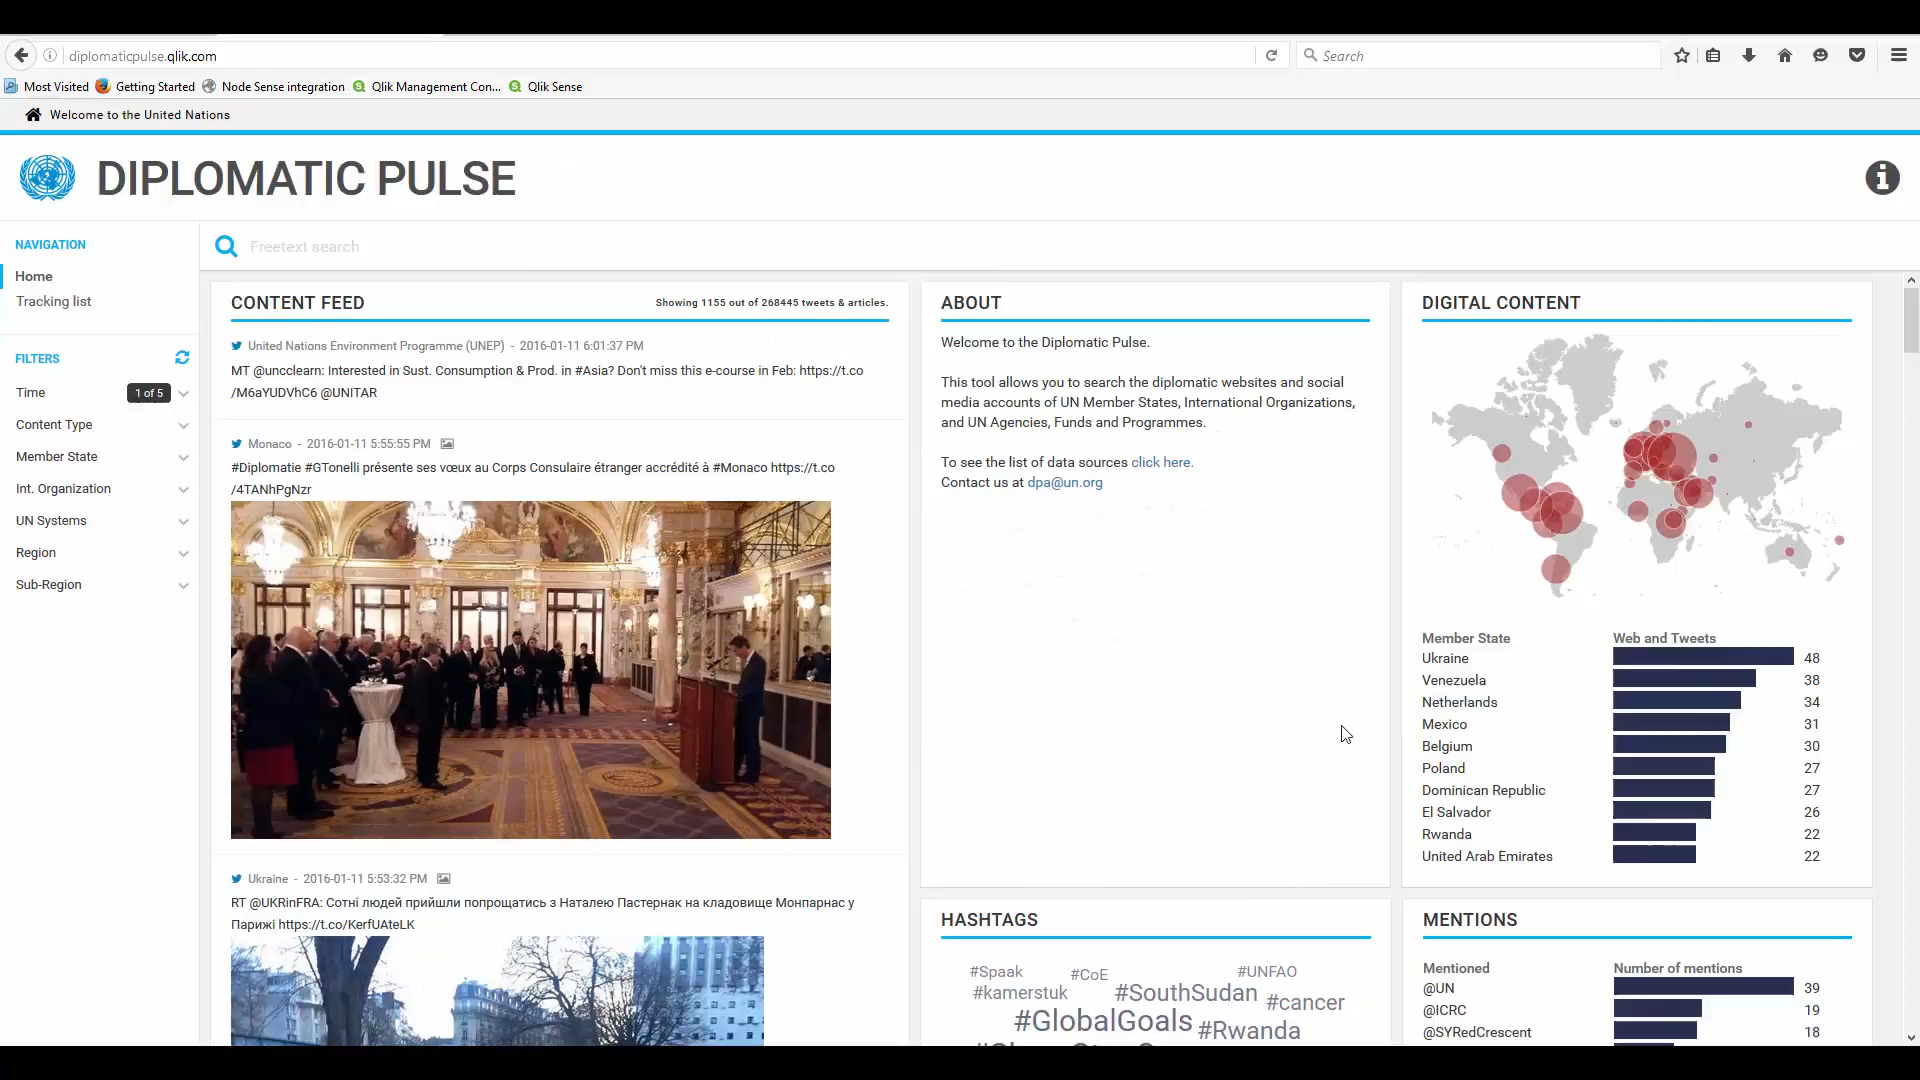 diplomaticpulse.qlik.com
Search
Most Visited
Getting Started
Node Sense integration
Qlik Management Con...
Qlik Sense
Welcome to the United Nations
DIPLOMATIC PULSE
NAVIGATION
Home
Tracking list
FILTERS
Time
1 of 5
Content Type
Member State
Int. Organization
UN Systems
Region
Sub-Region
Freetext search
CONTENT FEED
Showing 1155 out of 268445 tweets & articles.
United Nations Environment Programme (UNEP) - 2016-01-11 6:01:37 PM
MT @uncclearn: Interested in Sust. Consumption & Prod. in #Asia? Don't miss this e-course in Feb: https://t.co
/M6aYUDVhC6 @UNITAR
Monaco - 2016-01-11 5:55:55 PM
#Diplomatie #GTonelli présente ses vœux au Corps Consulaire étranger accrédité à #Monaco https://t.co
/4TANhPgNzr
Ukraine - 2016-01-11 5:53:32 PM
RT @UKRinFRA: Сотні людей прийшли попрощатись з Наталею Пастернак на кладовище Монпарнас у
Парижі https://t.co/KerfUAteLK
ABOUT
Welcome to the Diplomatic Pulse.
This tool allows you to search the diplomatic websites and social
media accounts of UN Member States, International Organizations,
and UN Agencies, Funds and Programmes.
To see the list of data sources click here.
Contact us at dpa@un.org
DIGITAL CONTENT
Member State Web and Tweets
Ukraine 48
Venezuela 38
Netherlands 34
Mexico 31
Belgium 30
Poland 27
Dominican Republic 27
El Salvador 26
Rwanda 22
United Arab Emirates 22
HASHTAGS
#Spaak #CoE #UNFAO
#kamerstuk #SouthSudan #cancer
#GlobalGoals #Rwanda
MENTIONS
Mentioned Number of mentions
@UN 39
@ICRC 19
@SYRedCrescent 18